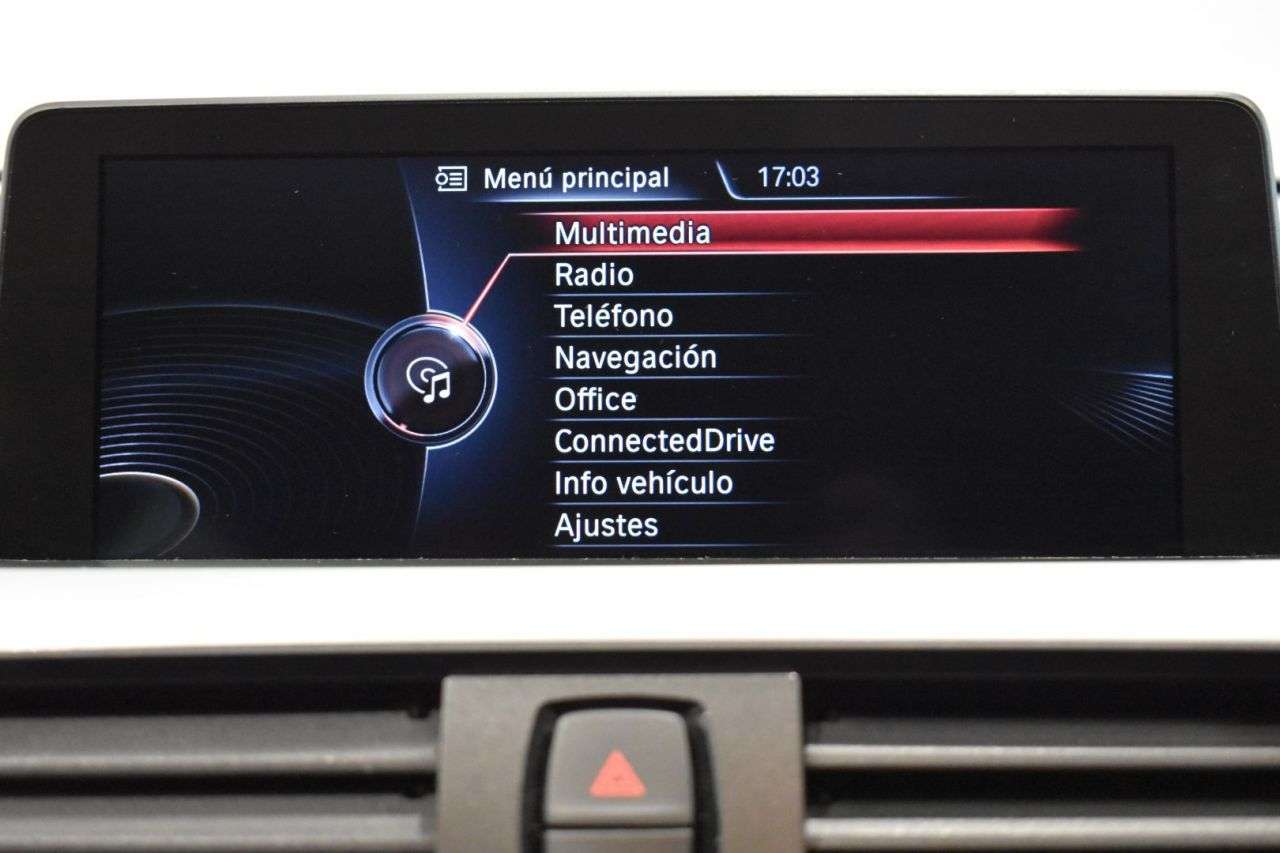 Menú principal 17:03
Multimedia
Radio
Teléfono
Navegación
Office
ConnectedDrive
Info vehículo
Ajustes